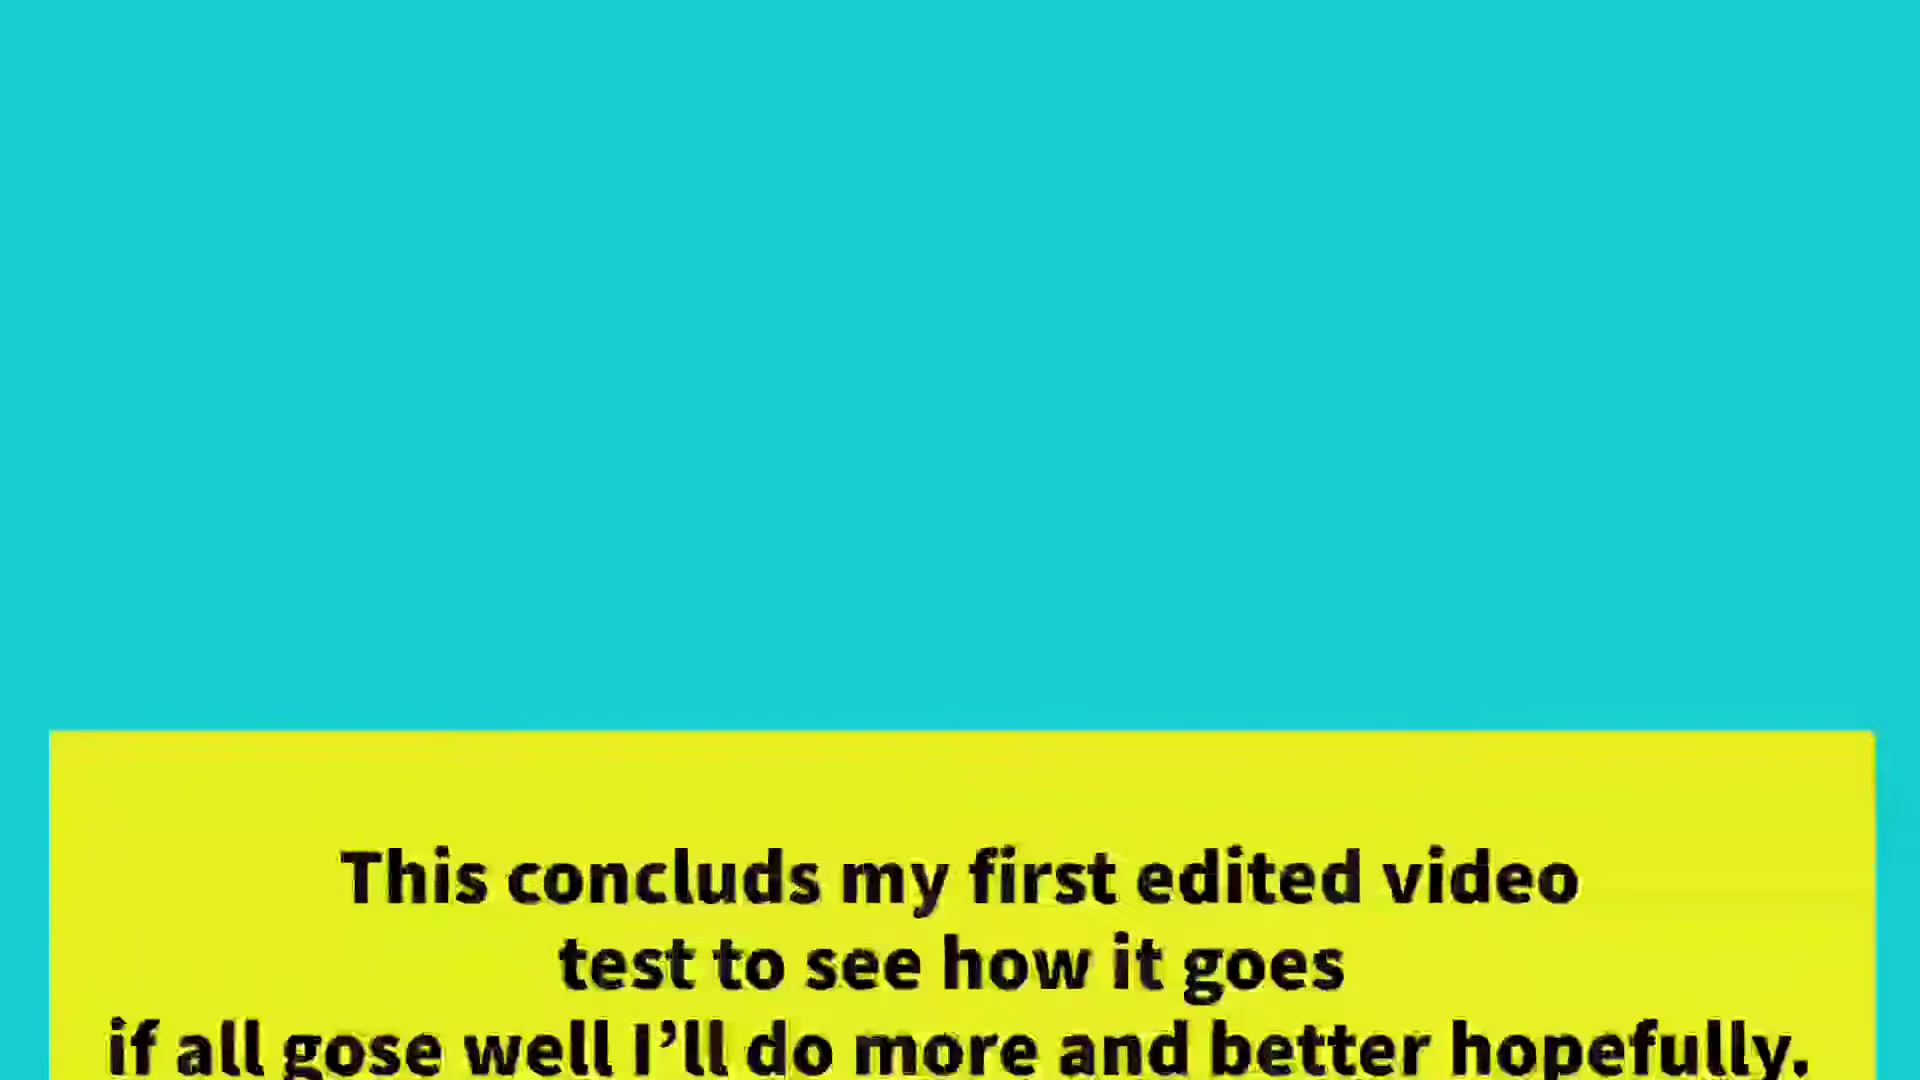 This concluds my first edited video
test to see how it goes
if all gose well I’ll do more and better hopefully.